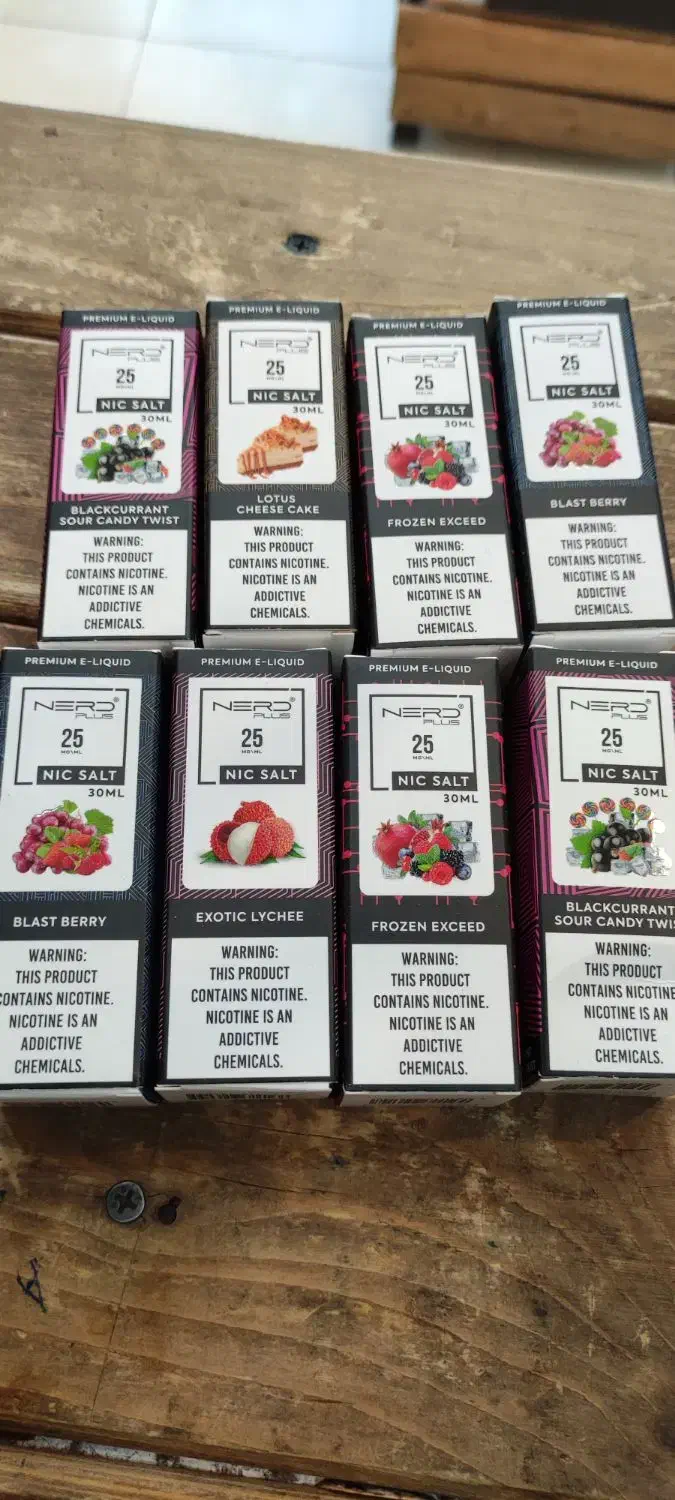 PREMIUM E-LIQUID
NERD PLUS
25
MG\ML
NIC SALT
30ML
BLACKCURRANT
SOUR CANDY TWIST
WARNING:
THIS PRODUCT
CONTAINS NICOTINE.
NICOTINE IS AN
ADDICTIVE
CHEMICALS.
PREMIUM E-LIQUID
NERD PLUS
25
MG\ML
NIC SALT
30ML
LOTUS
CHEESE CAKE
WARNING:
THIS PRODUCT
CONTAINS NICOTINE.
NICOTINE IS AN
ADDICTIVE
CHEMICALS.
PREMIUM E-LIQUID
NERD PLUS
25
MG\ML
NIC SALT
30ML
FROZEN EXCEED
WARNING:
THIS PRODUCT
CONTAINS NICOTINE.
NICOTINE IS AN
ADDICTIVE
CHEMICALS.
PREMIUM E-LIQUID
NERD PLUS
25
MG\ML
NIC SALT
30ML
BLAST BERRY
WARNING:
THIS PRODUCT
CONTAINS NICOTINE.
NICOTINE IS AN
ADDICTIVE
CHEMICALS.
PREMIUM E-LIQUID
NERD®
PLUS
25
MG\ML
NIC SALT
30ML
BLAST BERRY
WARNING:
THIS PRODUCT
CONTAINS NICOTINE.
NICOTINE IS AN
ADDICTIVE
CHEMICALS.
PREMIUM E-LIQUID
NERD®
PLUS
25
MG\ML
NIC SALT
30ML
EXOTIC LYCHEE
WARNING:
THIS PRODUCT
CONTAINS NICOTINE.
NICOTINE IS AN
ADDICTIVE
CHEMICALS.
PREMIUM E-LIQUID
NERD®
PLUS
25
MG\ML
NIC SALT
30ML
FROZEN EXCEED
WARNING:
THIS PRODUCT
CONTAINS NICOTINE.
NICOTINE IS AN
ADDICTIVE
CHEMICALS.
PREMIUM E-LIQUID
NERD®
PLUS
25
MG\ML
NIC SALT
30ML
BLACKCURRANT
SOUR CANDY TWIS
WARNING:
THIS PRODUCT
CONTAINS NICOTINE
NICOTINE IS AN
ADDICTIVE
CHEMICALS.